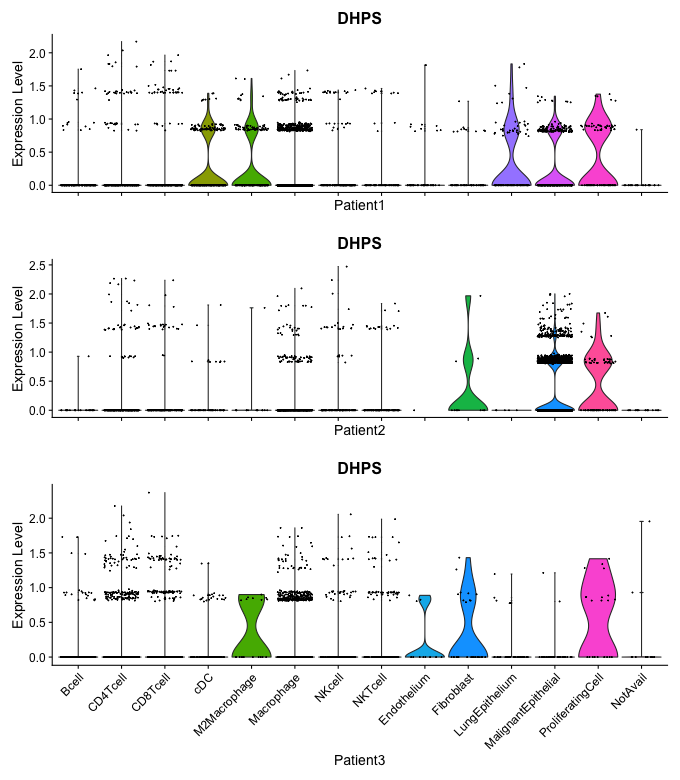 DHPS
Expression Level
2.0
1.5
1.0
0.5
0.0
Patient1
DHPS
Expression Level
2.5
2.0
1.5
1.0
0.5
0.0
Patient2
DHPS
Expression Level
2.0
1.5
1.0
0.5
0.0
Bcell
CD4Tcell
CD8Tcell
cDC
M2Macrophage
Macrophage
NKcell
NKTcell
Endothelium
Fibroblast
LungEpithelium
MalignantEpithelial
ProliferatingCell
NotAvail
Patient3